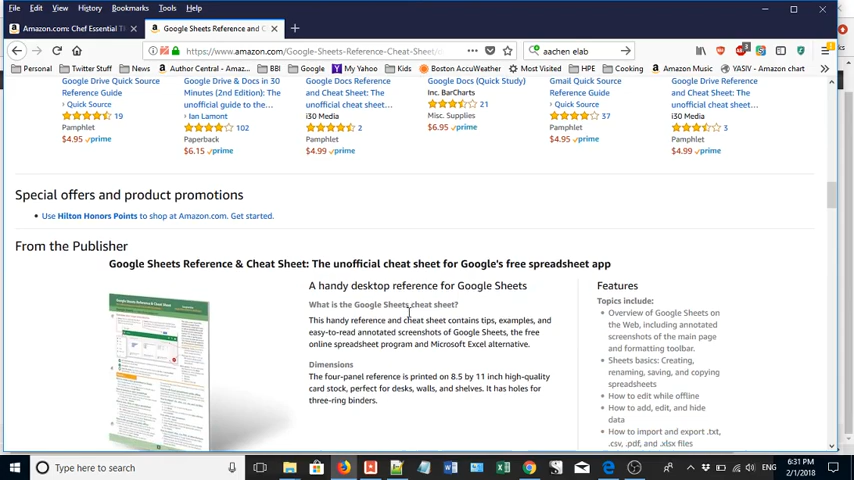 File Edit View History Bookmarks Tools Help
Amazon.com: Chef Essential T
Google Sheets Reference and C
https://www.amazon.com/Google-Sheets-Reference-Cheat-Sheet/
aachen elab
Personal Twitter Stuff News Author Central - Amaz... BBI Google My Yahoo Kids Boston AccuWeather Most Visited HPE Cooking Amazon Music YASIV - Amazon chart
Google Drive Quick Source
Reference Guide
› Quick Source
19
Pamphlet
$4.95 prime
Google Drive & Docs in 30
Minutes (2nd Edition): The
unofficial guide to the...
› Ian Lamont
102
Paperback
$6.15 prime
Google Docs Reference
and Cheat Sheet: The
unofficial cheat sheet...
i30 Media
2
Pamphlet
$4.99 prime
Google Docs (Quick Study)
Inc. BarCharts
21
Misc. Supplies
$6.95 prime
Gmail Quick Source
Reference Guide
› Quick Source
37
Pamphlet
$4.95 prime
Google Drive Reference
and Cheat Sheet: The
unofficial cheat sheet...
i30 Media
3
Pamphlet
$4.99 prime
Special offers and product promotions
• Use Hilton Honors Points to shop at Amazon.com. Get started.
From the Publisher
Google Sheets Reference & Cheat Sheet: The unofficial cheat sheet for Google's free spreadsheet app
A handy desktop reference for Google Sheets
What is the Google Sheets cheat sheet?
This handy reference and cheat sheet contains tips, examples, and
easy-to-read annotated screenshots of Google Sheets, the free
online spreadsheet program and Microsoft Excel alternative.
Dimensions
The four-panel reference is printed on 8.5 by 11 inch high-quality
card stock, perfect for desks, walls, and shelves. It has holes for
three-ring binders.
Features
Topics include:
• Overview of Google Sheets on
the Web, including annotated
screenshots of the main page
and formatting toolbar.
• Sheets basics: Creating,
renaming, saving, and copying
spreadsheets
• How to edit while offline
• How to add, edit, and hide
data
• How to import and export .txt,
.csv, .pdf, and .xlsx files
Type here to search
ENG
6:31 PM
2/1/2018